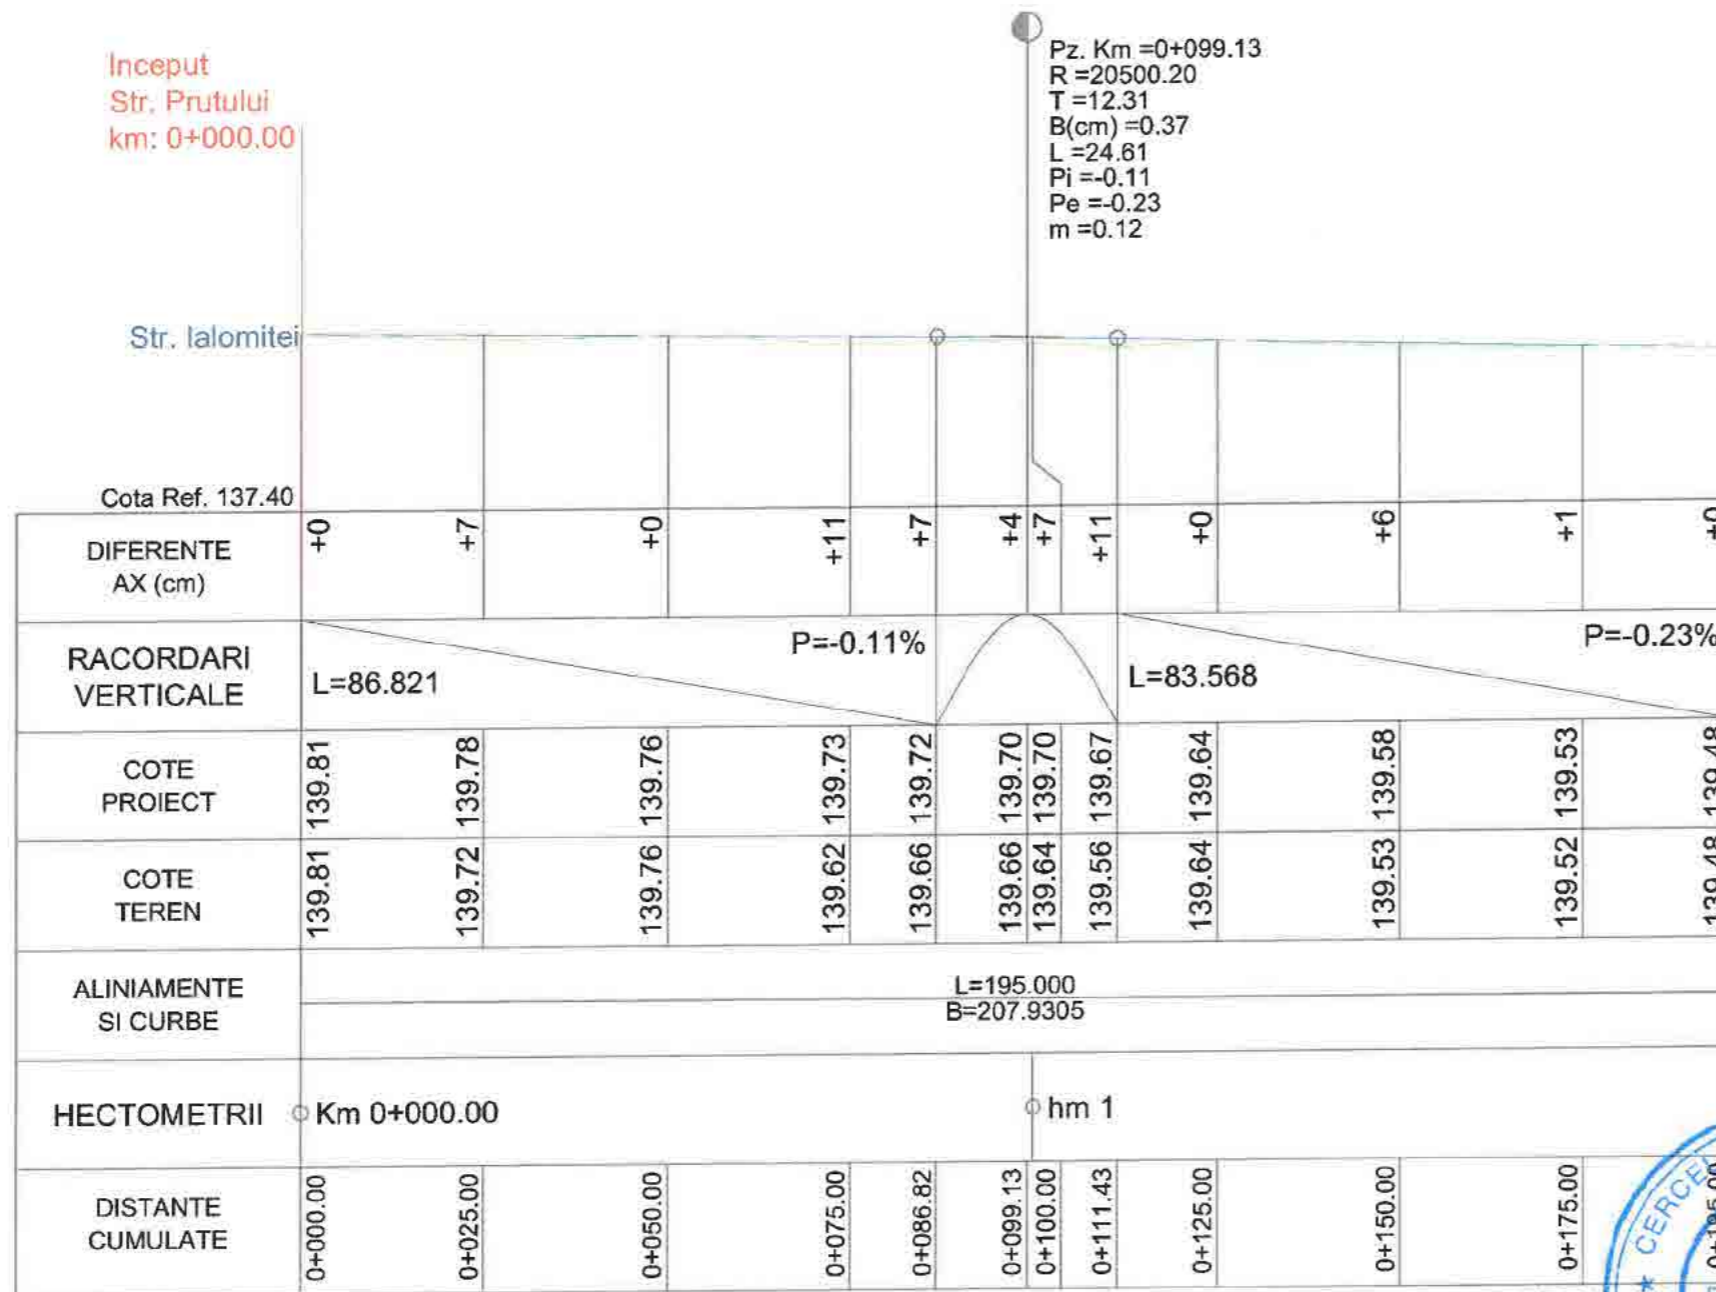 Inceput
Str. Prutului
km: 0+000.00
Pz. Km =0+099.13
R =20500.20
T =12.31
B(cm) =0.37
L =24.61
Pi =-0.11
Pe =-0.23
m =0.12
Str. Ialomitei
Cota Ref. 137.40
DIFERENTE
AX (cm)
+0 +7 +0 +11 +7 +4 +7 +11 +0 +6 +1 +0
RACORDARI
VERTICALE
L=86.821
P=-0.11%
L=83.568
P=-0.23%
COTE
PROIECT
139.81 139.78 139.76 139.73 139.72 139.70 139.70 139.67 139.64 139.58 139.53 139.48
COTE
TEREN
139.81 139.72 139.76 139.62 139.66 139.66 139.64 139.56 139.64 139.53 139.52 139.48
ALINIAMENTE
SI CURBE
L=195.000
B=207.9305
HECTOMETRII
Km 0+000.00
hm 1
DISTANTE
CUMULATE
0+000.00 0+025.00 0+050.00 0+075.00 0+086.82 0+099.13 0+100.00 0+111.43 0+125.00 0+150.00 0+175.00 0+195.00